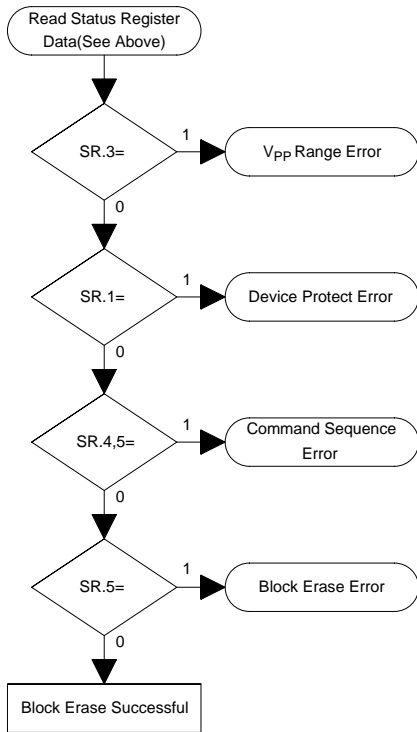 Read Status Register
Data(See Above)
SR.3=
1
VPP Range Error
0
SR.1=
1
Device Protect Error
0
SR.4,5=
1
Command Sequence
Error
0
SR.5=
1
Block Erase Error
0
Block Erase Successful